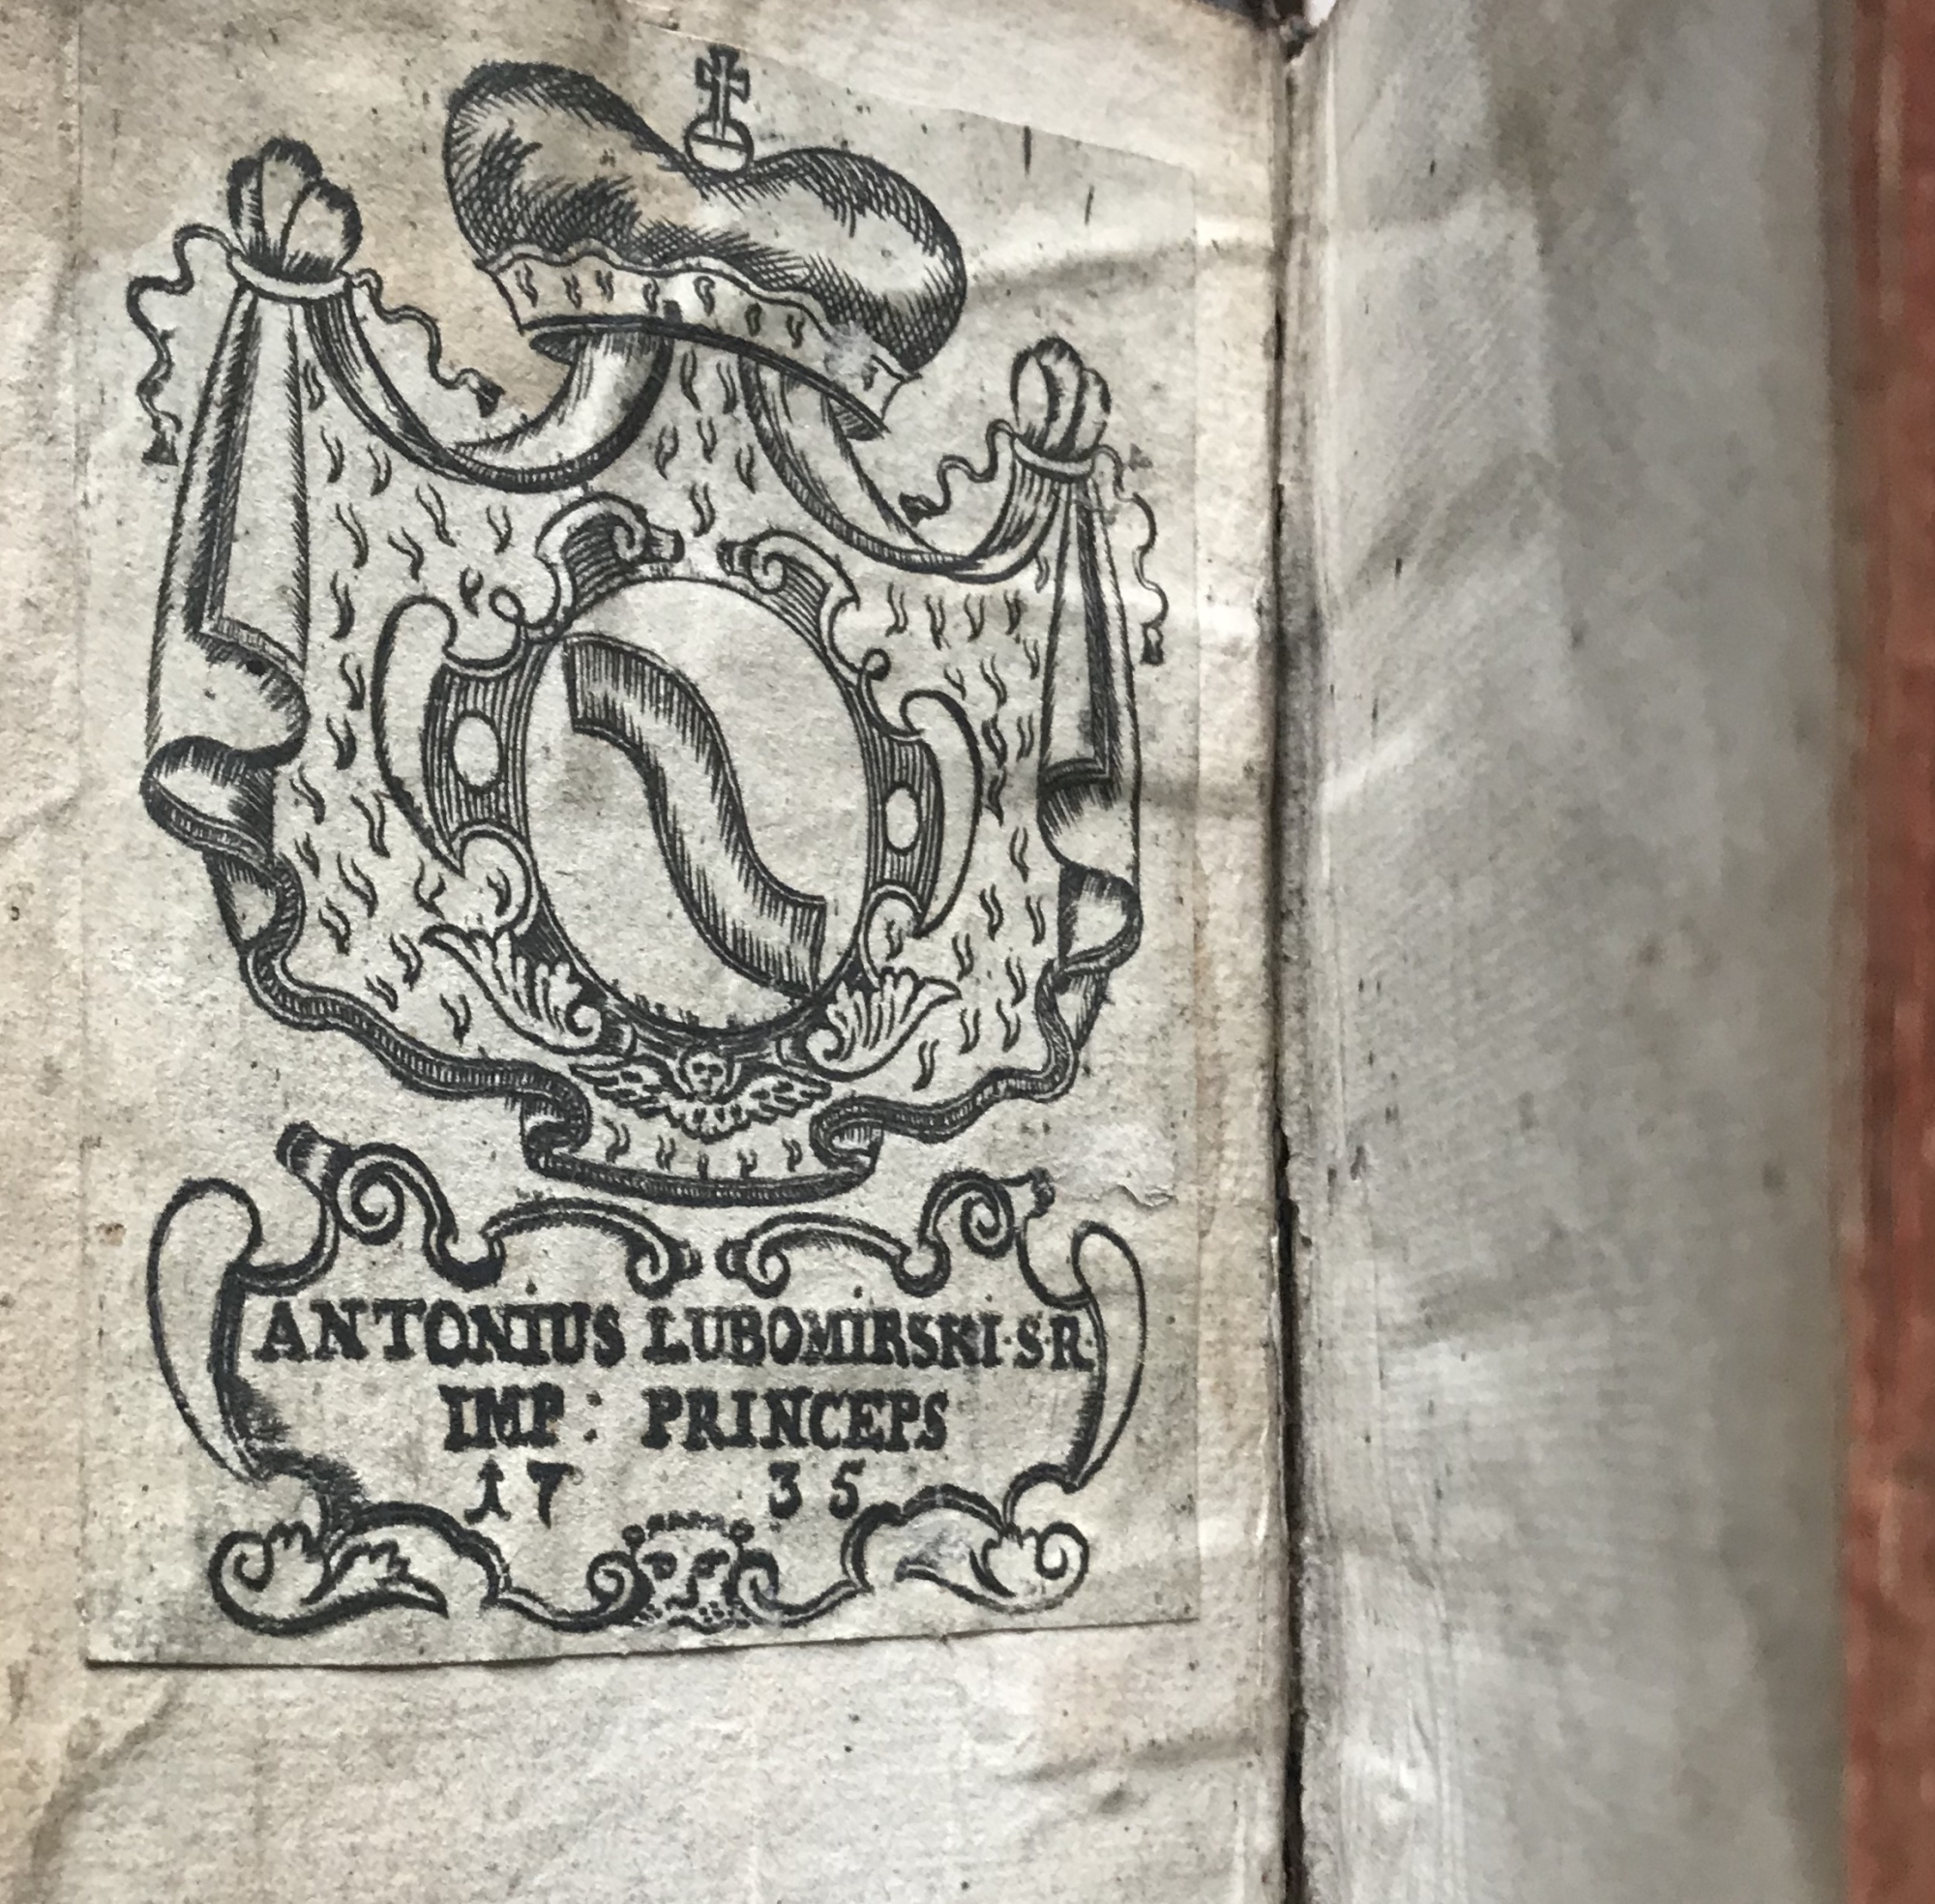 ANTONIUS LUBOMIRSKI·S·R·
IMP: PRINCEPS
17 35